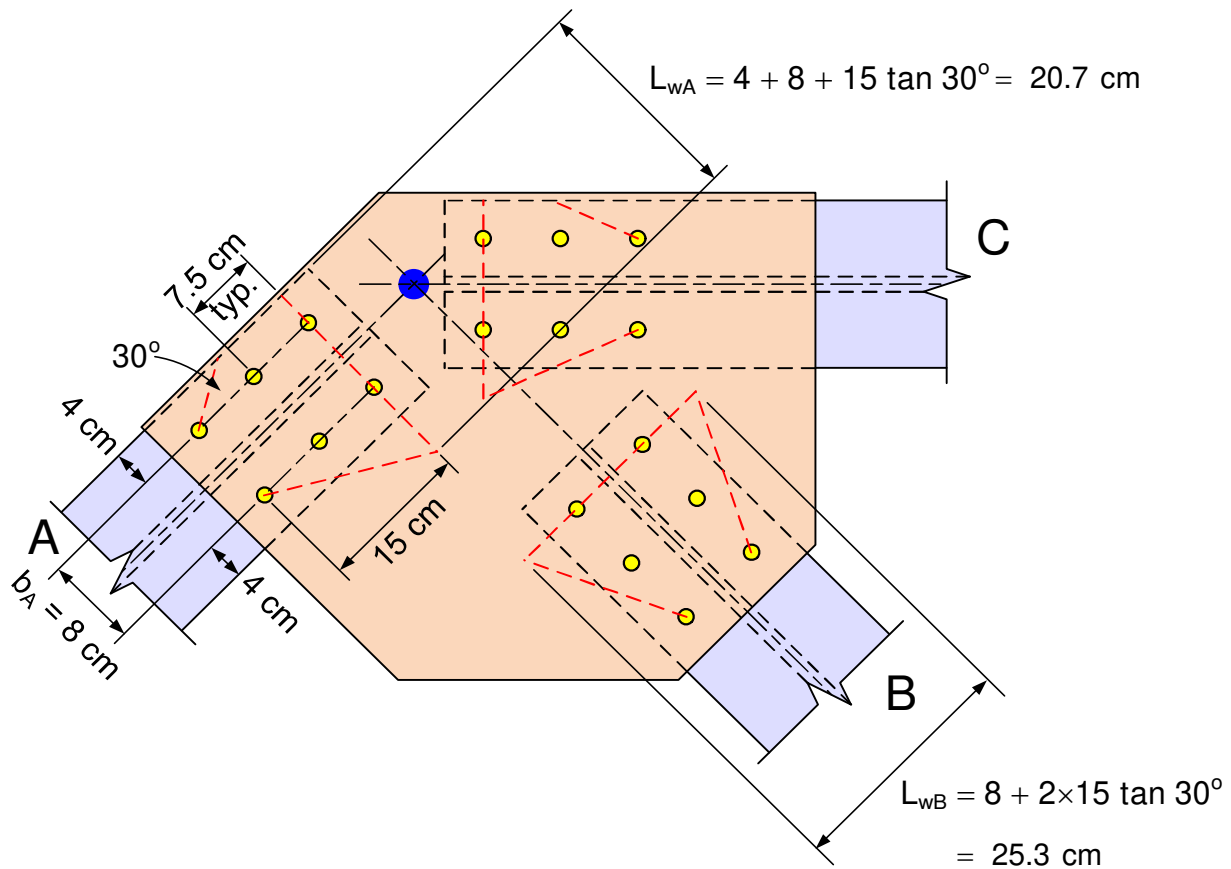 L_wA = 4 + 8 + 15 tan 30° = 20.7 cm
C
7.5 cm
typ.
30°
4 cm
A
b_A = 8 cm
4 cm
15 cm
B
L_wB = 8 + 2×15 tan 30°
= 25.3 cm